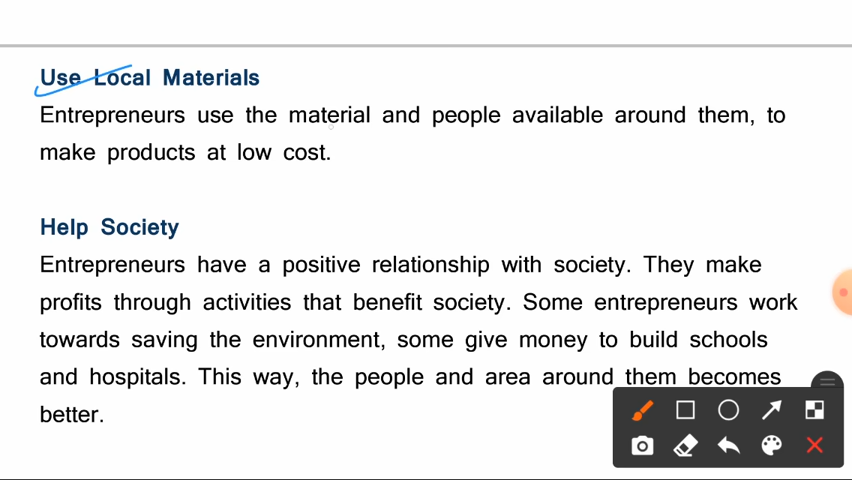 Use Local Materials
Entrepreneurs use the material and people available around them, to
make products at low cost.
Help Society
Entrepreneurs have a positive relationship with society. They make
profits through activities that benefit society. Some entrepreneurs work
towards saving the environment, some give money to build schools
and hospitals. This way, the people and area around them becomes
better.